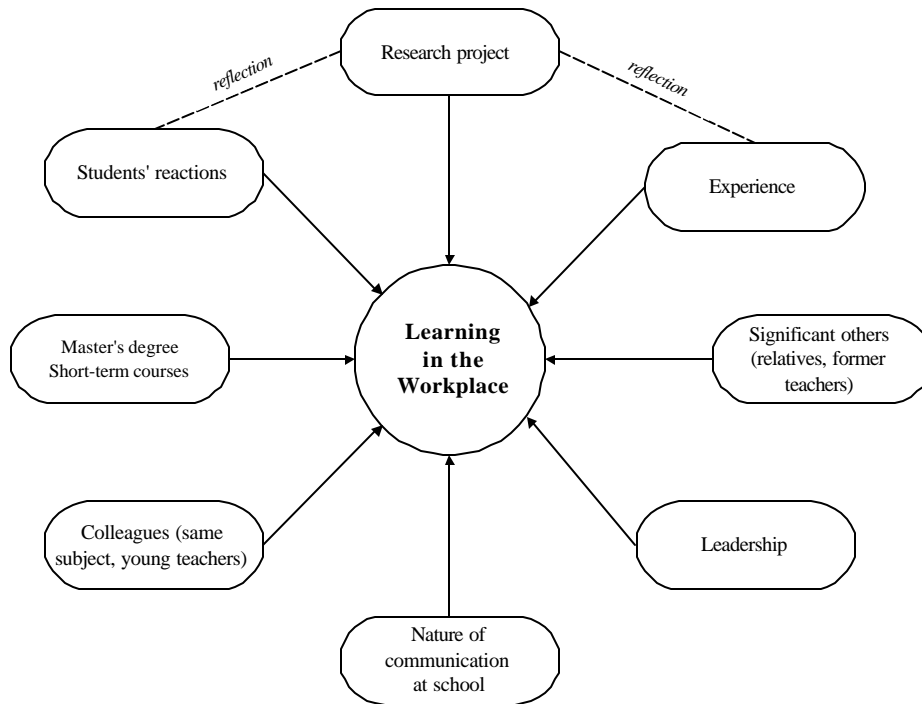 Research project
reflection
reflection
Students' reactions
Experience
Learning
in the
Workplace
Master's degree
Short-term courses
Significant others
(relatives, former
teachers)
Colleagues (same
subject, young teachers)
Leadership
Nature of
communication
at school